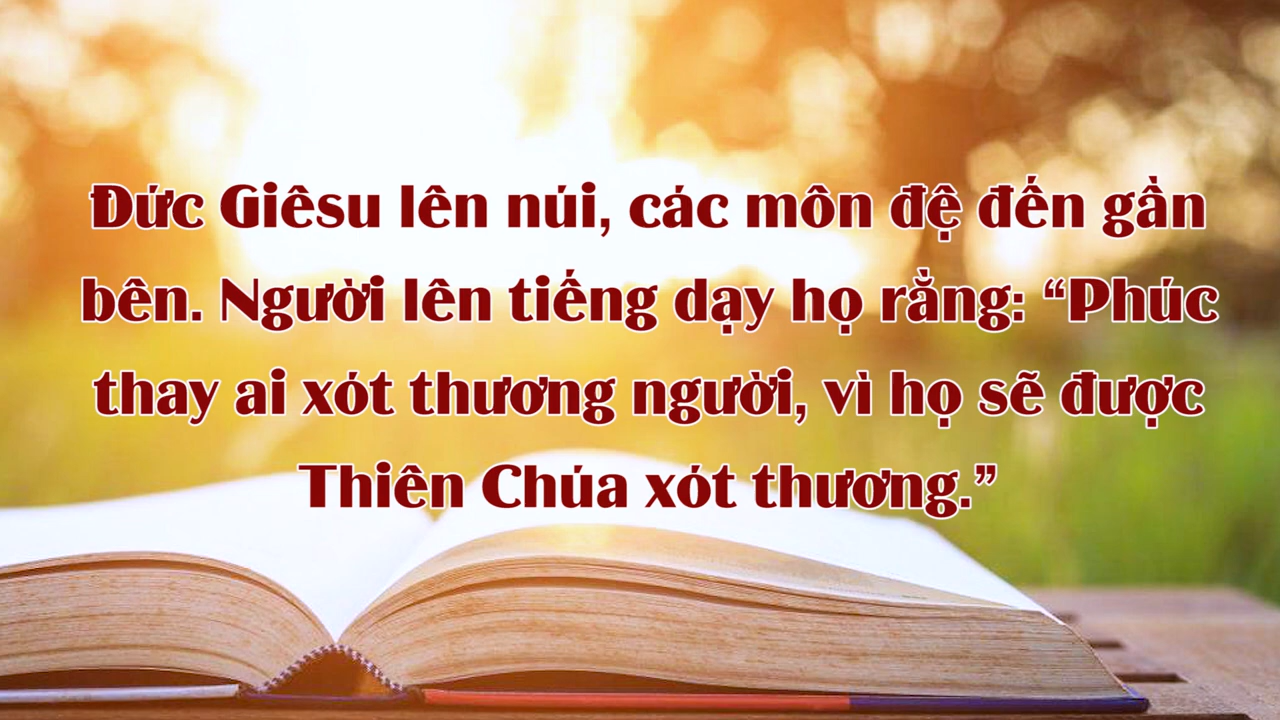 Đức Giêsu lên núi, các môn đệ đến gần
bên. Người lên tiếng dạy họ rằng: “Phúc
thay ai xót thương người, vì họ sẽ được
Thiên Chúa xót thương.”